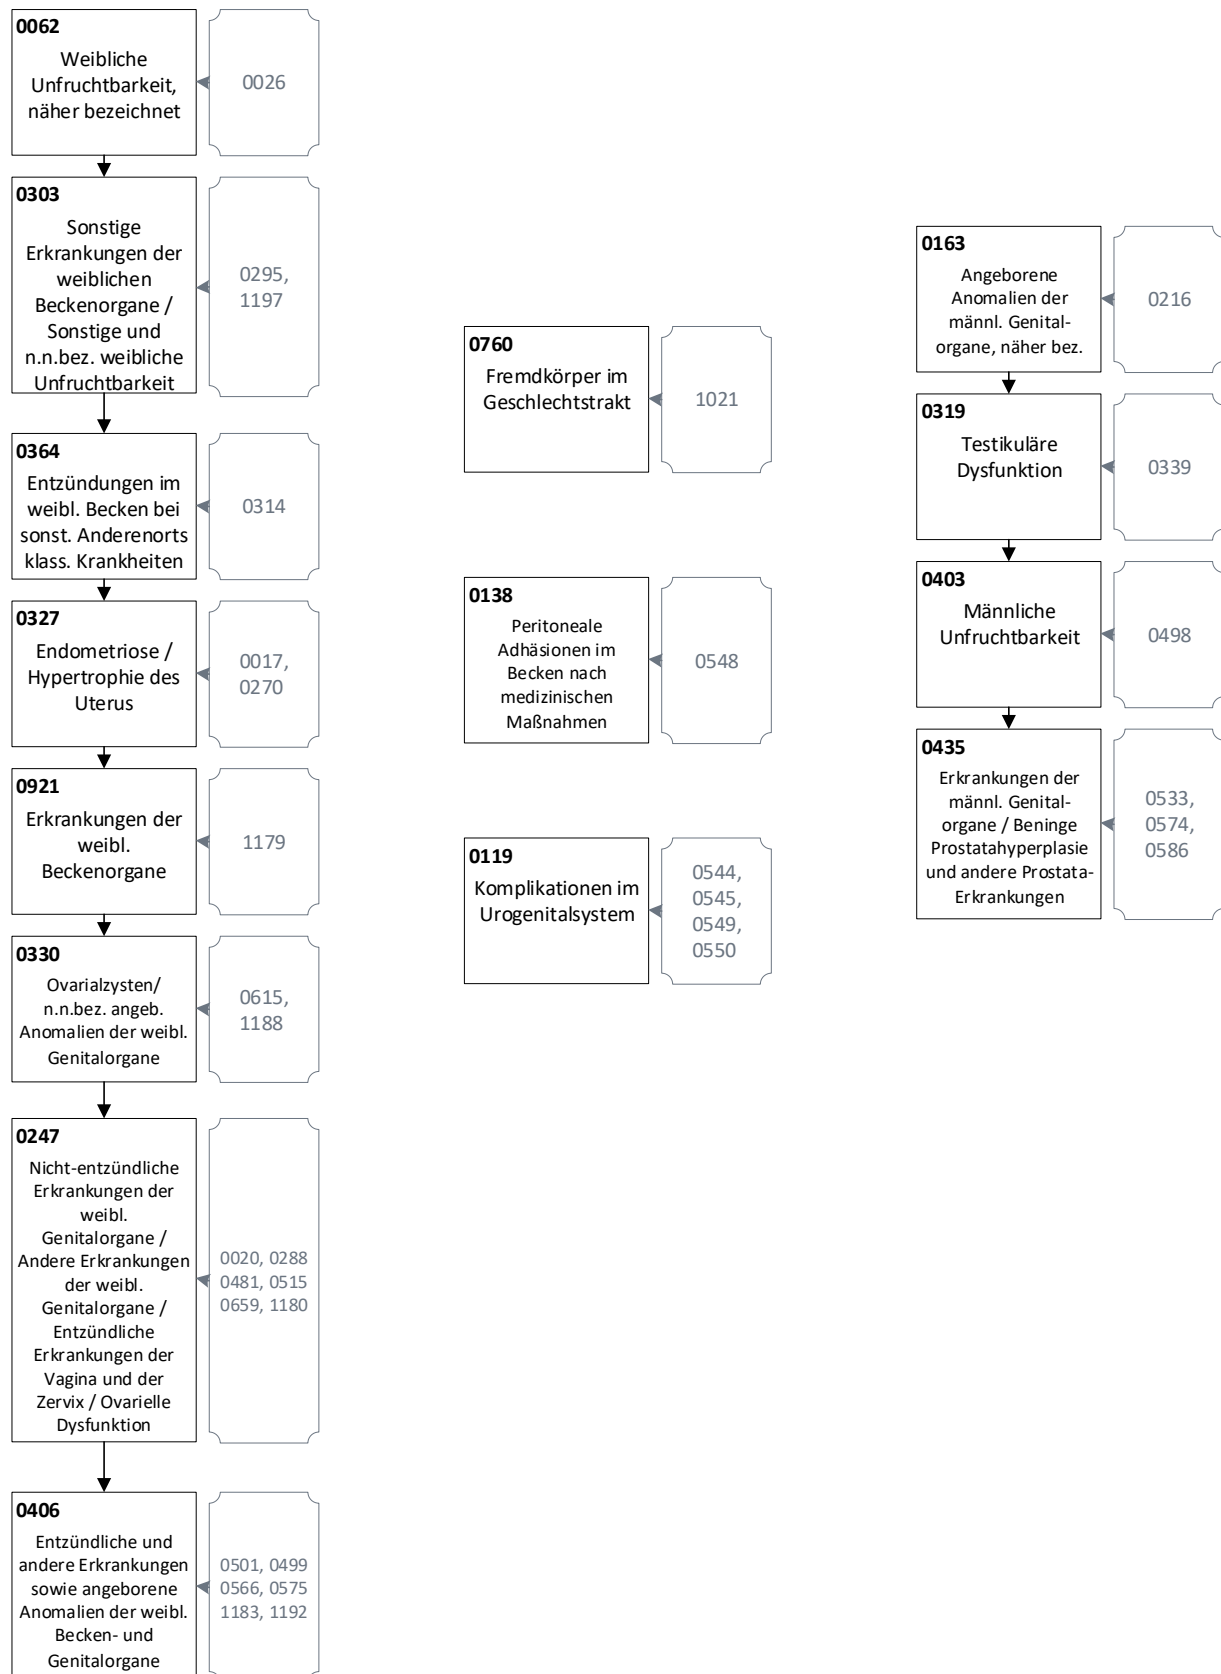 0062
Weibliche
Unfruchtbarkeit,
näher bezeichnet
0026
0303
Sonstige
Erkrankungen der
weiblichen
Beckenorgane /
Sonstige und
n.n.bez. weibliche
Unfruchtbarkeit
0295,
1197
0364
Entzündungen im
weibl. Becken bei
sonst. Anderenorts
klass. Krankheiten
0314
0327
Endometriose /
Hypertrophie des
Uterus
0017,
0270
0921
Erkrankungen der
weibl.
Beckenorgane
1179
0330
Ovarialzysten/
n.n.bez. angeb.
Anomalien der weibl.
Genitalorgane
0615,
1188
0247
Nicht-entzündliche
Erkrankungen der
weibl.
Genitalorgane /
Andere Erkrankungen
der weibl.
Genitalorgane /
Entzündliche
Erkrankungen der
Vagina und der
Zervix / Ovarielle
Dysfunktion
0020, 0288
0481, 0515
0659, 1180
0406
Entzündliche und
andere Erkrankungen
sowie angeborene
Anomalien der weibl.
Becken- und
Genitalorgane
0501, 0499
0566, 0575
1183, 1192
0760
Fremdkörper im
Geschlechtstrakt
1021
0138
Peritoneale
Adhäsionen im
Becken nach
medizinischen
Maßnahmen
0548
0119
Komplikationen im
Urogenitalsystem
0544,
0545,
0549,
0550
0163
Angeborene
Anomalien der
männl. Genital-
organe, näher bez.
0216
0319
Testikuläre
Dysfunktion
0339
0403
Männliche
Unfruchtbarkeit
0498
0435
Erkrankungen der
männl. Genital-
organe / Beninge
Prostatahyperplasie
und andere Prostata-
Erkrankungen
0533,
0574,
0586